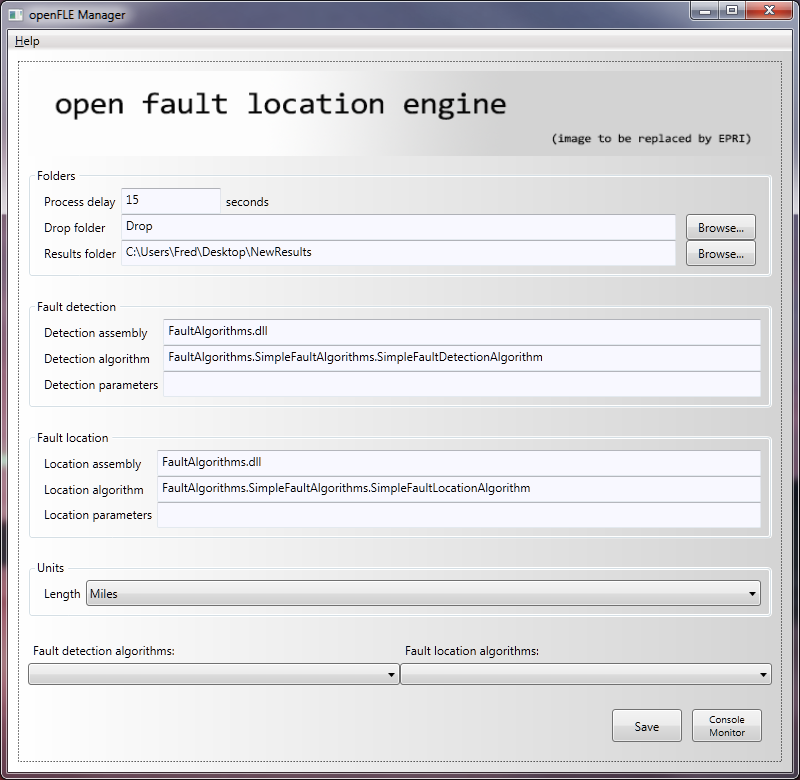 openFLE Manager
Help
open fault location engine
(image to be replaced by EPRI)
Folders
Process delay 15 seconds
Drop folder Drop Browse...
Results folder C:\Users\Fred\Desktop\NewResults Browse...
Fault detection
Detection assembly FaultAlgorithms.dll
Detection algorithm FaultAlgorithms.SimpleFaultAlgorithms.SimpleFaultDetectionAlgorithm
Detection parameters
Fault location
Location assembly FaultAlgorithms.dll
Location algorithm FaultAlgorithms.SimpleFaultAlgorithms.SimpleFaultLocationAlgorithm
Location parameters
Units
Length Miles
Fault detection algorithms: Fault location algorithms:
Save Console
Monitor